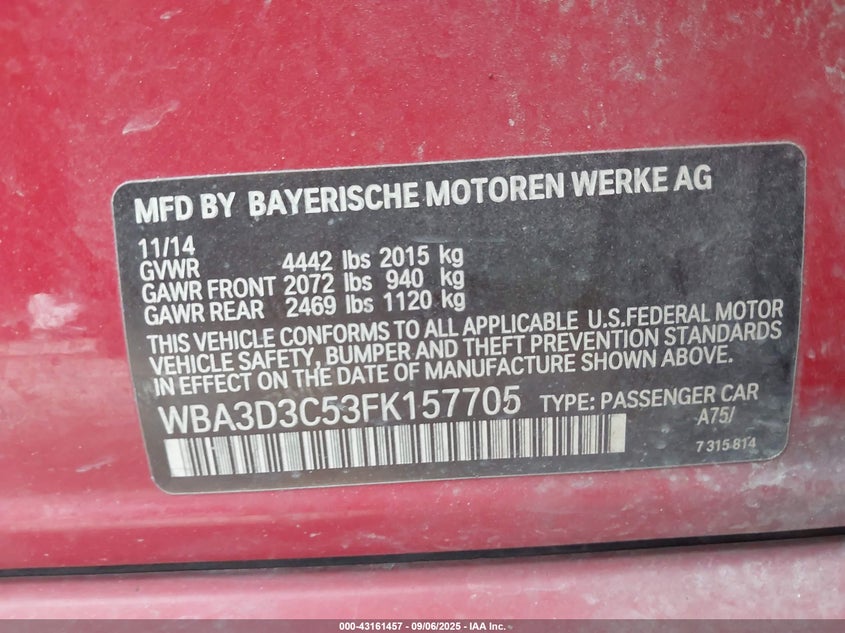 MFD BY BAYERISCHE MOTOREN WERKE AG
11/14
GVWR 4442 lbs 2015 kg
GAWR FRONT 2072 lbs 940 kg
GAWR REAR 2469 lbs 1120 kg
THIS VEHICLE CONFORMS TO ALL APPLICABLE U.S.FEDERAL MOTOR
VEHICLE SAFETY, BUMPER AND THEFT PREVENTION STANDARDS
IN EFFECT ON THE DATE OF MANUFACTURE SHOWN ABOVE.
WBA3D3C53FK157705 TYPE: PASSENGER CAR
A75/
7 315 814
000-43161457 - 09/06/2025 - IAA Inc.